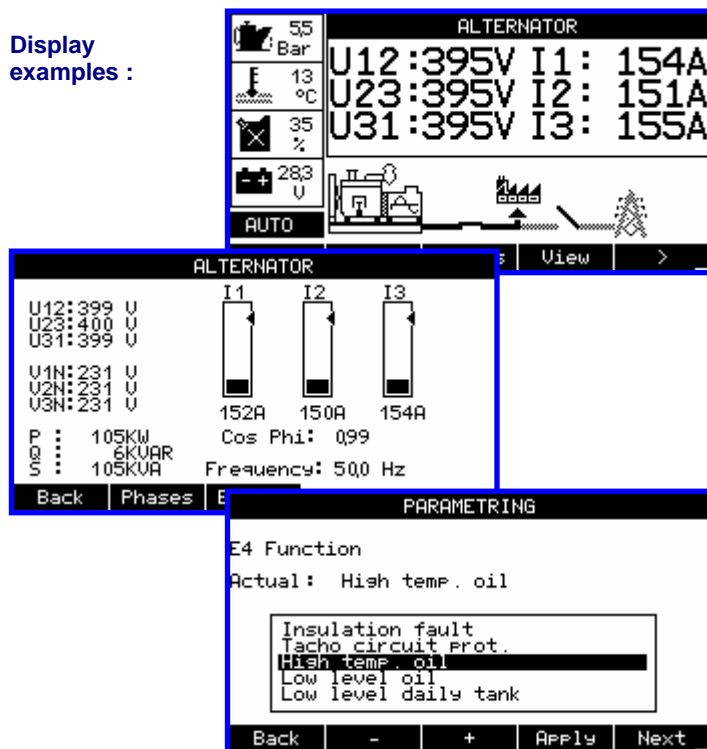 Display
examples :
5,5
Bar
13
°C
35
%
28,3
V
AUTO
ALTERNATOR
U12:395V I1: 154A
U23:395V I2: 151A
U31:395V I3: 155A
View >
ALTERNATOR
U12:399 V
U23:400 V
U31:399 V
V1N:231 V
V2N:231 V
V3N:231 V
I1 I2 I3
152A 150A 154A
P : 105KW Cos Phi: 0,99
Q : 6KVAR
S : 105KVA Frequency: 50,0 Hz
Back Phases
PARAMETRING
E4 Function
Actual: High temp. oil
Insulation fault
Tacho circuit prot.
High temp. oil
Low level oil
Low level daily tank
Back - + Apply Next